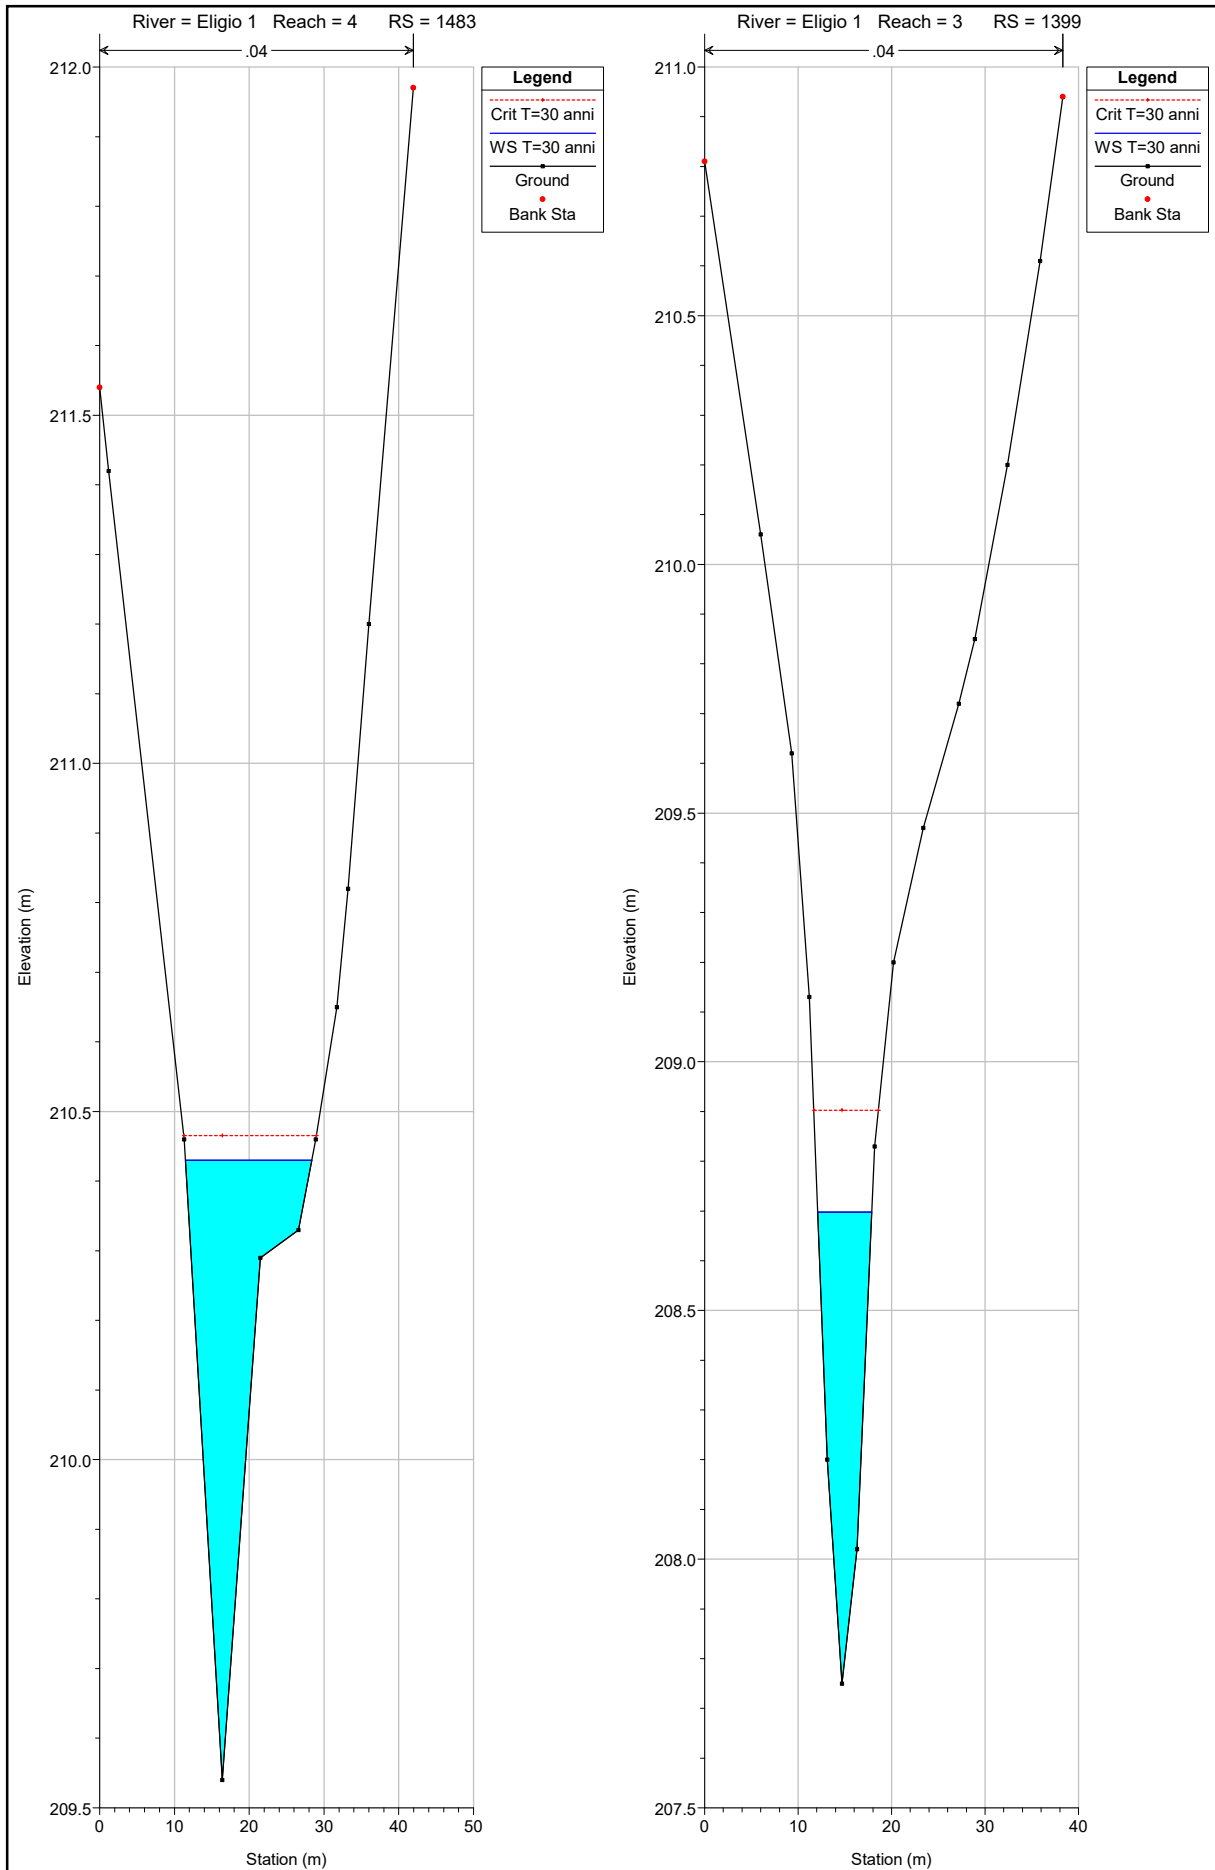 River = Eligio 1 Reach = 4 RS = 1483
.04
212.0
211.5
211.0
210.5
210.0
209.5
0 10 20 30 40 50
Elevation (m)
Station (m)
Legend
Crit T=30 anni
WS T=30 anni
Ground
Bank Sta
River = Eligio 1 Reach = 3 RS = 1399
.04
211.0
210.5
210.0
209.5
209.0
208.5
208.0
207.5
0 10 20 30 40
Elevation (m)
Station (m)
Legend
Crit T=30 anni
WS T=30 anni
Ground
Bank Sta